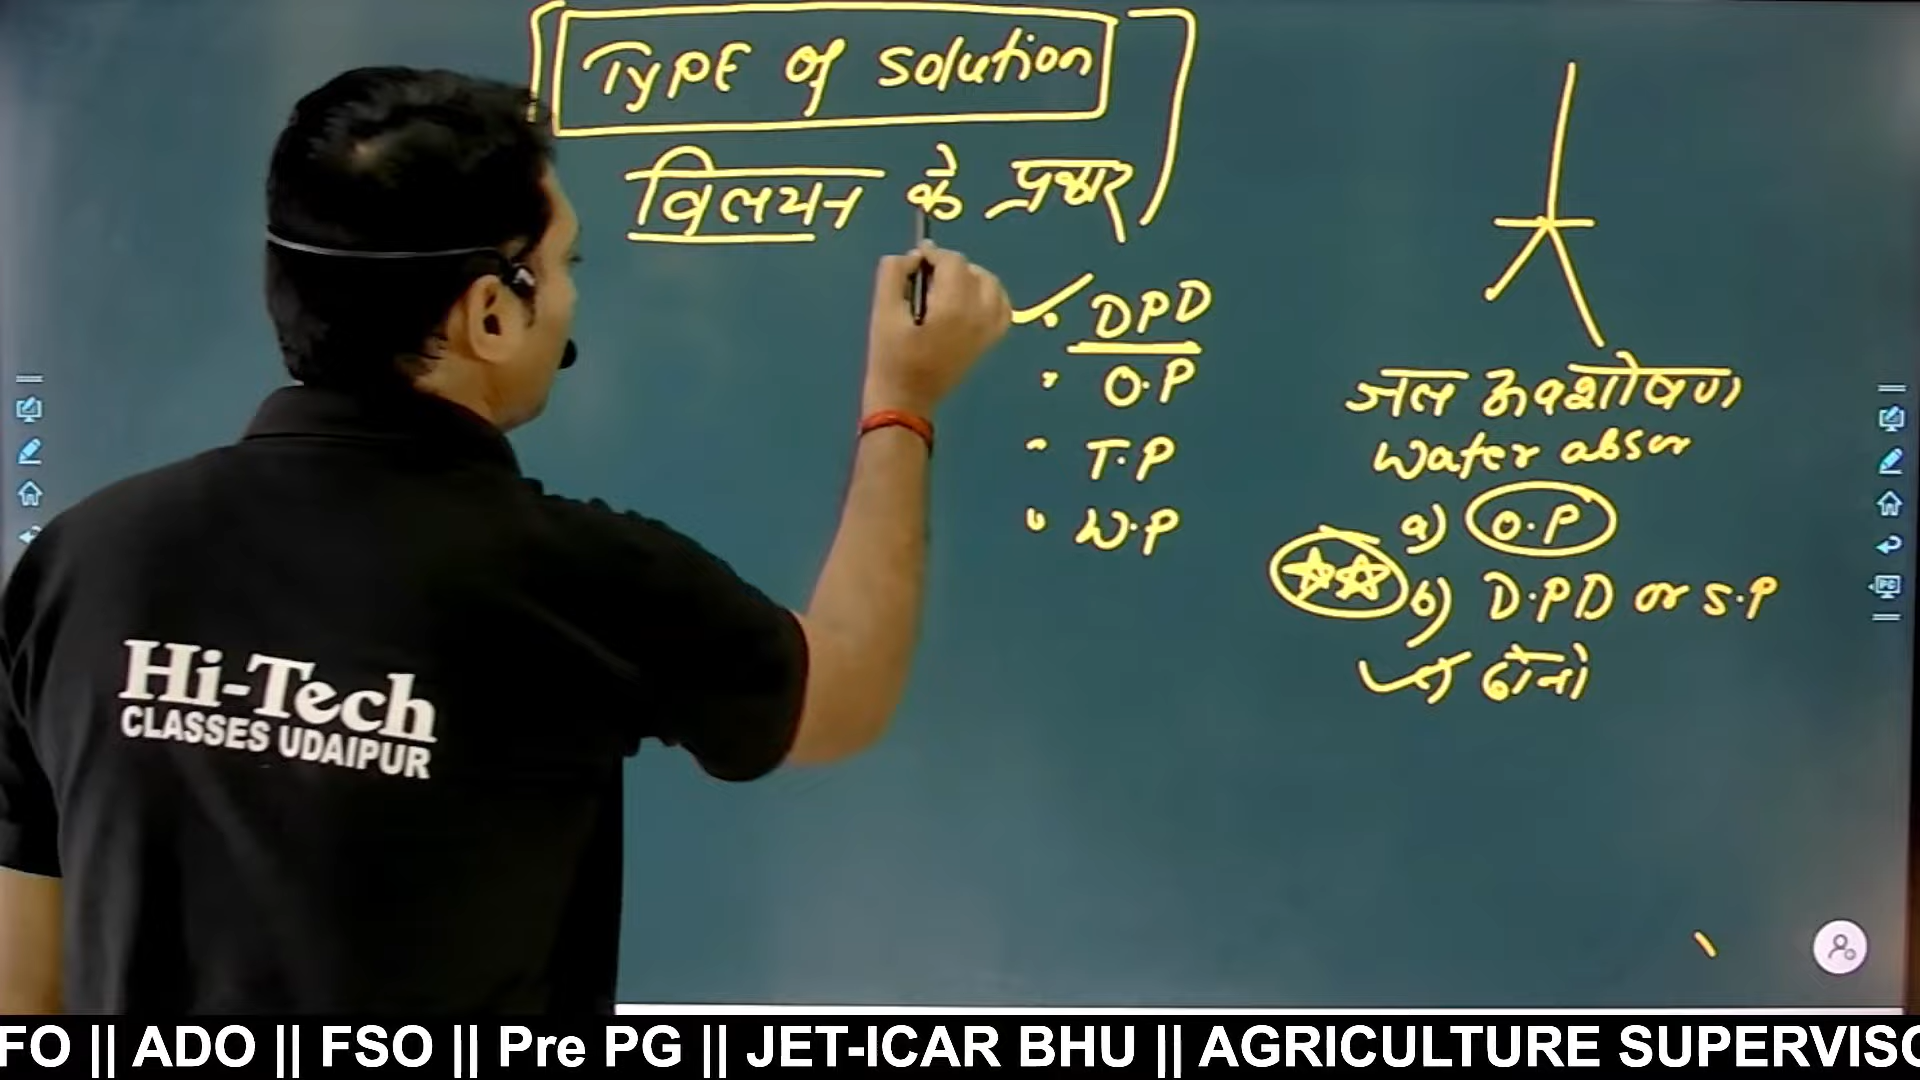 Type of solution
विलयन के प्रकार
DPD
O.P
T.P
W.P
जल अवशोषण
Water absor
a) O.P
b) D.P.D or S.P
c) दोनो
Hi-Tech
CLASSES UDAIPUR
FO || ADO || FSO || Pre PG || JET-ICAR BHU || AGRICULTURE SUPERVISO